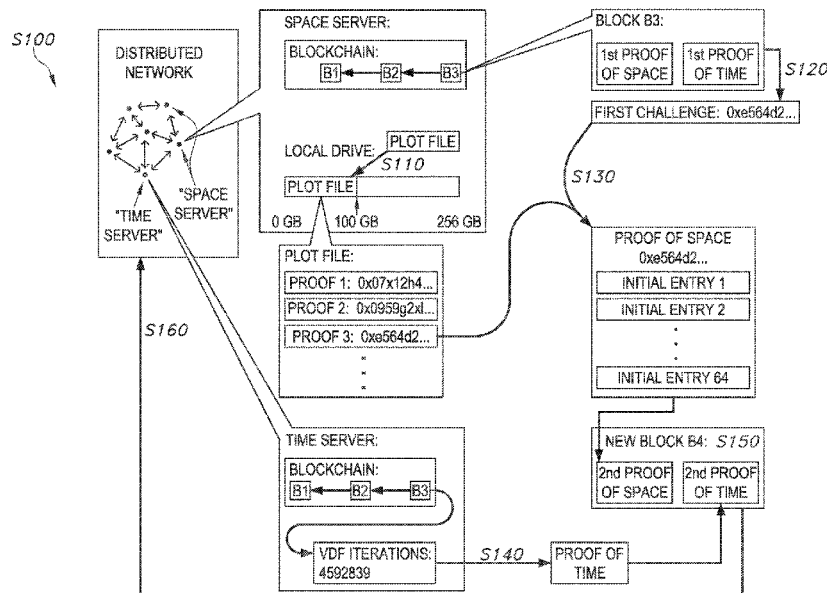 S100
DISTRIBUTED
NETWORK
"SPACE
SERVER"
"TIME
SERVER"
S160
SPACE SERVER:
BLOCKCHAIN:
B1 B2 B3
PLOT FILE
LOCAL DRIVE:
S110
PLOT FILE
0 GB 100 GB 256 GB
PLOT FILE:
PROOF 1: 0x07x12h4...
PROOF 2: 0x0959g2xl...
PROOF 3: 0xe564d2...
BLOCK B3:
1st PROOF
OF SPACE
1st PROOF
OF TIME
S120
FIRST CHALLENGE: 0xe564d2...
S130
PROOF OF SPACE
0xe564d2...
INITIAL ENTRY 1
INITIAL ENTRY 2
INITIAL ENTRY 64
TIME SERVER:
BLOCKCHAIN:
B1 B2 B3
VDF ITERATIONS:
4592839
S140
PROOF OF
TIME
NEW BLOCK B4: S150
2nd PROOF
OF SPACE
2nd PROOF
OF TIME